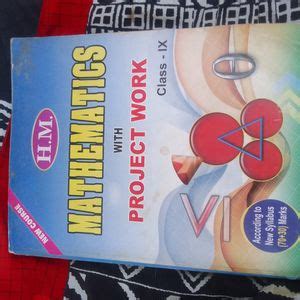 H.M.
MATHEMATICS
WITH
PROJECT WORK
Class - IX
NEW COURSE
According to
New Syllabus
(70+30) Marks